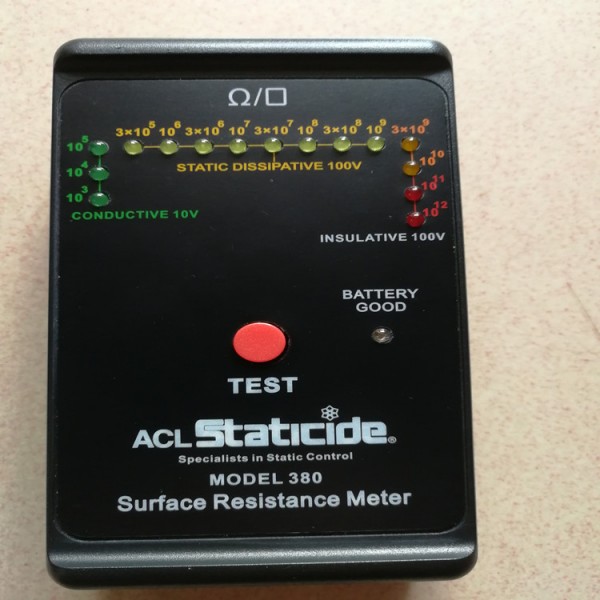 Ω/□
3×10⁵ 10⁶ 3×10⁶ 10⁷ 3×10⁷ 10⁸ 3×10⁸ 10⁹ 3×10⁹
10⁵
10⁴
10³
10¹⁰
10¹¹
10¹²
STATIC DISSIPATIVE 100V
CONDUCTIVE 10V
INSULATIVE 100V
BATTERY
GOOD
TEST
ACL Staticide®
Specialists in Static Control
MODEL 380
Surface Resistance Meter